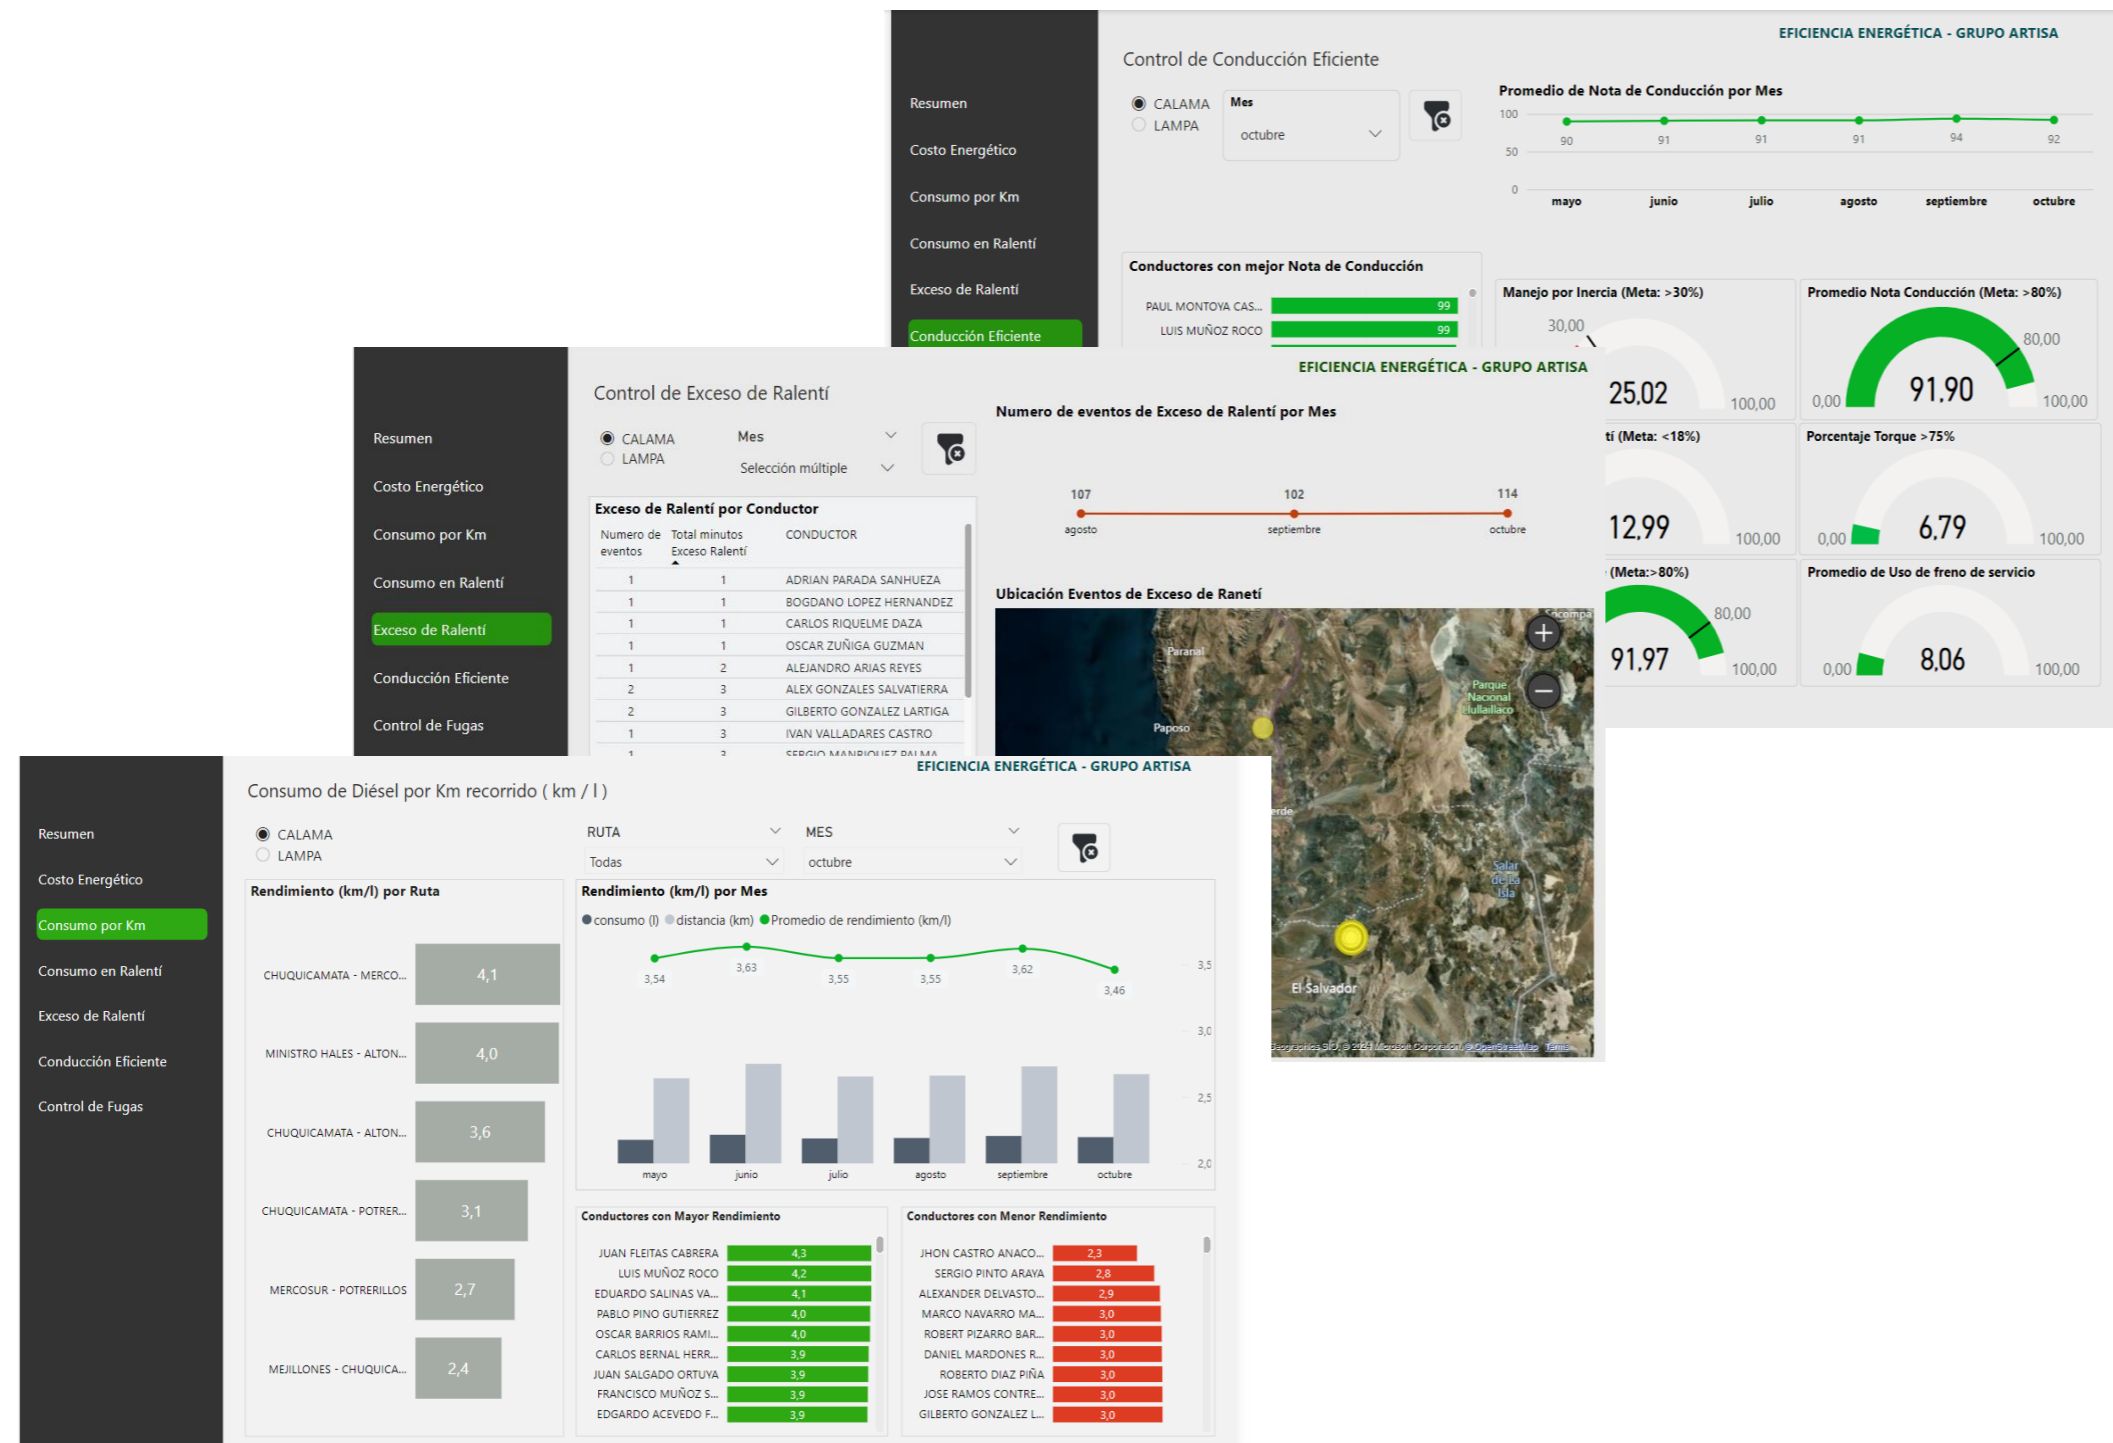 EFICIENCIA ENERGÉTICA - GRUPO ARTISA
Control de Conducción Eficiente
Resumen
Costo Energético
Consumo por Km
Consumo en Ralentí
Exceso de Ralentí
Conducción Eficiente
CALAMA
LAMPA
Mes
octubre
Promedio de Nota de Conducción por Mes
100
50
0
90 91 91 91 94 92
mayo junio julio agosto septiembre octubre
Conductores con mejor Nota de Conducción
PAUL MONTOYA CAS... 99
LUIS MUÑOZ ROCO 99
Manejo por Inercia (Meta: >30%)
30,00
25,02
100,00
Promedio Nota Conducción (Meta: >80%)
80,00
0,00 91,90 100,00
tí (Meta: <18%)
12,99
100,00
Porcentaje Torque >75%
0,00 6,79 100,00
(Meta:>80%)
80,00
91,97
100,00
Promedio de Uso de freno de servicio
0,00 8,06 100,00
EFICIENCIA ENERGÉTICA - GRUPO ARTISA
Control de Exceso de Ralentí
Resumen
Costo Energético
Consumo por Km
Consumo en Ralentí
Exceso de Ralentí
Conducción Eficiente
Control de Fugas
CALAMA
LAMPA
Mes
Selección múltiple
Exceso de Ralentí por Conductor
Numero de eventos Total minutos Exceso Ralentí CONDUCTOR
1 1 ADRIAN PARADA SANHUEZA
1 1 BOGDANO LOPEZ HERNANDEZ
1 1 CARLOS RIQUELME DAZA
1 1 OSCAR ZUÑIGA GUZMAN
1 2 ALEJANDRO ARIAS REYES
2 3 ALEX GONZALES SALVATIERRA
2 3 GILBERTO GONZALEZ LARTIGA
1 3 IVAN VALLADARES CASTRO
1 3 SERGIO MANRIQUEZ PALMA
Numero de eventos de Exceso de Ralentí por Mes
107 102 114
agosto septiembre octubre
Ubicación Eventos de Exceso de Ranetí
Paranal
Paposo
Parque
Nacional
Llullaillaco
Salar
de La
Isla
El Salvador
© 2024 Microsoft Corporation, © OpenStreetMap Terms
EFICIENCIA ENERGÉTICA - GRUPO ARTISA
Consumo de Diésel por Km recorrido ( km / l )
Resumen
Costo Energético
Consumo por Km
Consumo en Ralentí
Exceso de Ralentí
Conducción Eficiente
Control de Fugas
CALAMA
LAMPA
RUTA
Todas
MES
octubre
Rendimiento (km/l) por Ruta
CHUQUICAMATA - MERCO... 4,1
MINISTRO HALES - ALTON... 4,0
CHUQUICAMATA - ALTON... 3,6
CHUQUICAMATA - POTRER... 3,1
MERCOSUR - POTRERILLOS 2,7
MEJILLONES - CHUQUICA... 2,4
Rendimiento (km/l) por Mes
consumo (l) distancia (km) Promedio de rendimiento (km/l)
3,54 3,63 3,55 3,55 3,62 3,46
3,5
3,0
2,5
2,0
mayo junio julio agosto septiembre octubre
Conductores con Mayor Rendimiento
JUAN FLEITAS CABRERA 4,3
LUIS MUÑOZ ROCO 4,2
EDUARDO SALINAS VA... 4,1
PABLO PINO GUTIERREZ 4,0
OSCAR BARRIOS RAMI... 4,0
CARLOS BERNAL HERR... 3,9
JUAN SALGADO ORTUYA 3,9
FRANCISCO MUÑOZ S... 3,9
EDGARDO ACEVEDO F... 3,9
Conductores con Menor Rendimiento
JHON CASTRO ANACO... 2,3
SERGIO PINTO ARAYA 2,8
ALEXANDER DELVASTO... 2,9
MARCO NAVARRO MA... 3,0
ROBERT PIZARRO BAR... 3,0
DANIEL MARDONES R... 3,0
ROBERTO DIAZ PIÑA 3,0
JOSE RAMOS CONTRE... 3,0
GILBERTO GONZALEZ L... 3,0